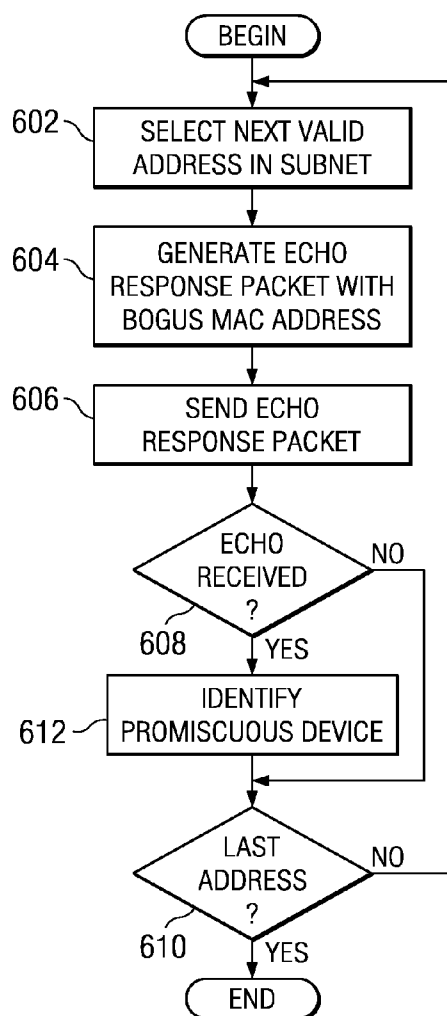 BEGIN
602
SELECT NEXT VALID
ADDRESS IN SUBNET
604
GENERATE ECHO
RESPONSE PACKET WITH
BOGUS MAC ADDRESS
606
SEND ECHO
RESPONSE PACKET
ECHO
RECEIVED
?
NO
608
YES
612
IDENTIFY
PROMISCUOUS DEVICE
LAST
ADDRESS
?
NO
610
YES
END